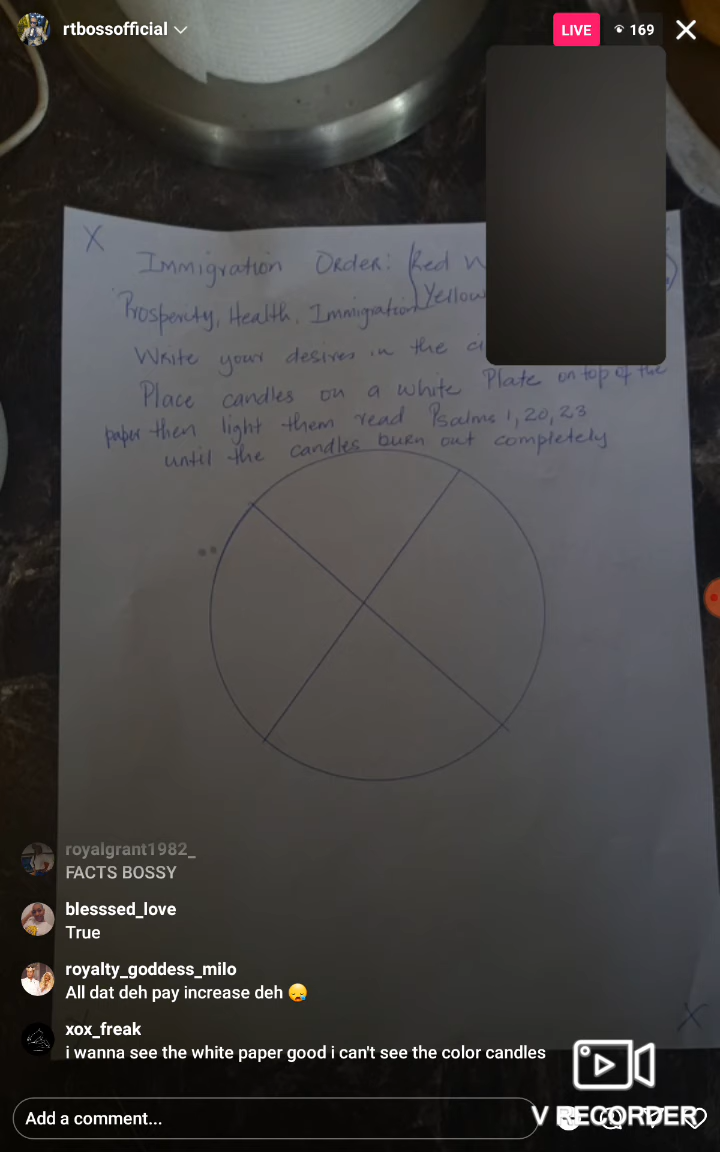 rtbossofficial
LIVE
169
X
Immigration Order: (Red
Prosperity, Health, Immigration Yellow
Write your desires in the
Place candles on a white Plate on top of the
paper then light them read Psalms 1, 20, 23
until the candles burn out completely
X
royalgrant1982_
FACTS BOSSY
blesssed_love
True
royalty_goddess_milo
All dat deh pay increase deh 😪
xox_freak
i wanna see the white paper good i can't see the color candles
Add a comment...
V RECORDER